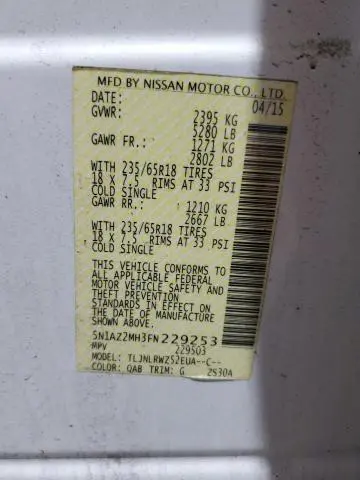 MFD BY NISSAN MOTOR CO., LTD.
DATE: 04/15
GVWR: 2395 KG
5280 LB
GAWR FR.: 1271 KG
2802 LB
WITH 235/65R18 TIRES
18 X 7.5 RIMS AT 33 PSI
COLD SINGLE
GAWR RR.: 1210 KG
2667 LB
WITH 235/65R18 TIRES
18 X 7.5 RIMS AT 33 PSI
COLD SINGLE
THIS VEHICLE CONFORMS TO
ALL APPLICABLE FEDERAL
MOTOR VEHICLE SAFETY AND
THEFT PREVENTION STANDARDS
IN EFFECT ON THE DATE OF
MANUFACTURE SHOWN ABOVE.
5N1AZ2MH3FN229253
MPV 229503
MODEL: TLJNLRWZ52EUA--C--
COLOR: QAB TRIM: G 2530A